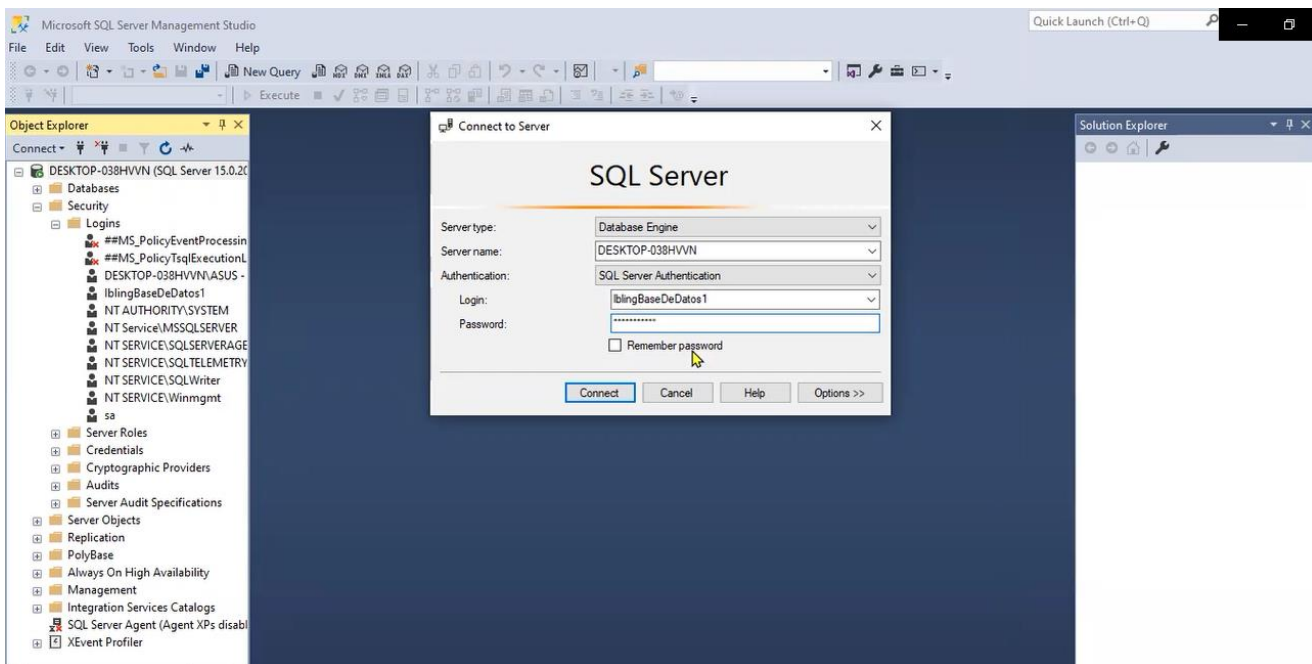 Microsoft SQL Server Management Studio
Quick Launch (Ctrl+Q)
File Edit View Tools Window Help
New Query
Execute
Object Explorer
Connect
DESKTOP-038HVVN (SQL Server 15.0.20
Databases
Security
Logins
##MS_PolicyEventProcessin
##MS_PolicyTsqlExecutionL
DESKTOP-038HVVN\ASUS -
IblingBaseDeDatos1
NT AUTHORITY\SYSTEM
NT Service\MSSQLSERVER
NT SERVICE\SQLSERVERAGE
NT SERVICE\SQLTELEMETRY
NT SERVICE\SQLWriter
NT SERVICE\Winmgmt
sa
Server Roles
Credentials
Cryptographic Providers
Audits
Server Audit Specifications
Server Objects
Replication
PolyBase
Always On High Availability
Management
Integration Services Catalogs
SQL Server Agent (Agent XPs disabl
XEvent Profiler
Connect to Server
SQL Server
Server type: Database Engine
Server name: DESKTOP-038HVVN
Authentication: SQL Server Authentication
Login: IblingBaseDeDatos1
Password: ***********
Remember password
Connect Cancel Help Options >>
Solution Explorer